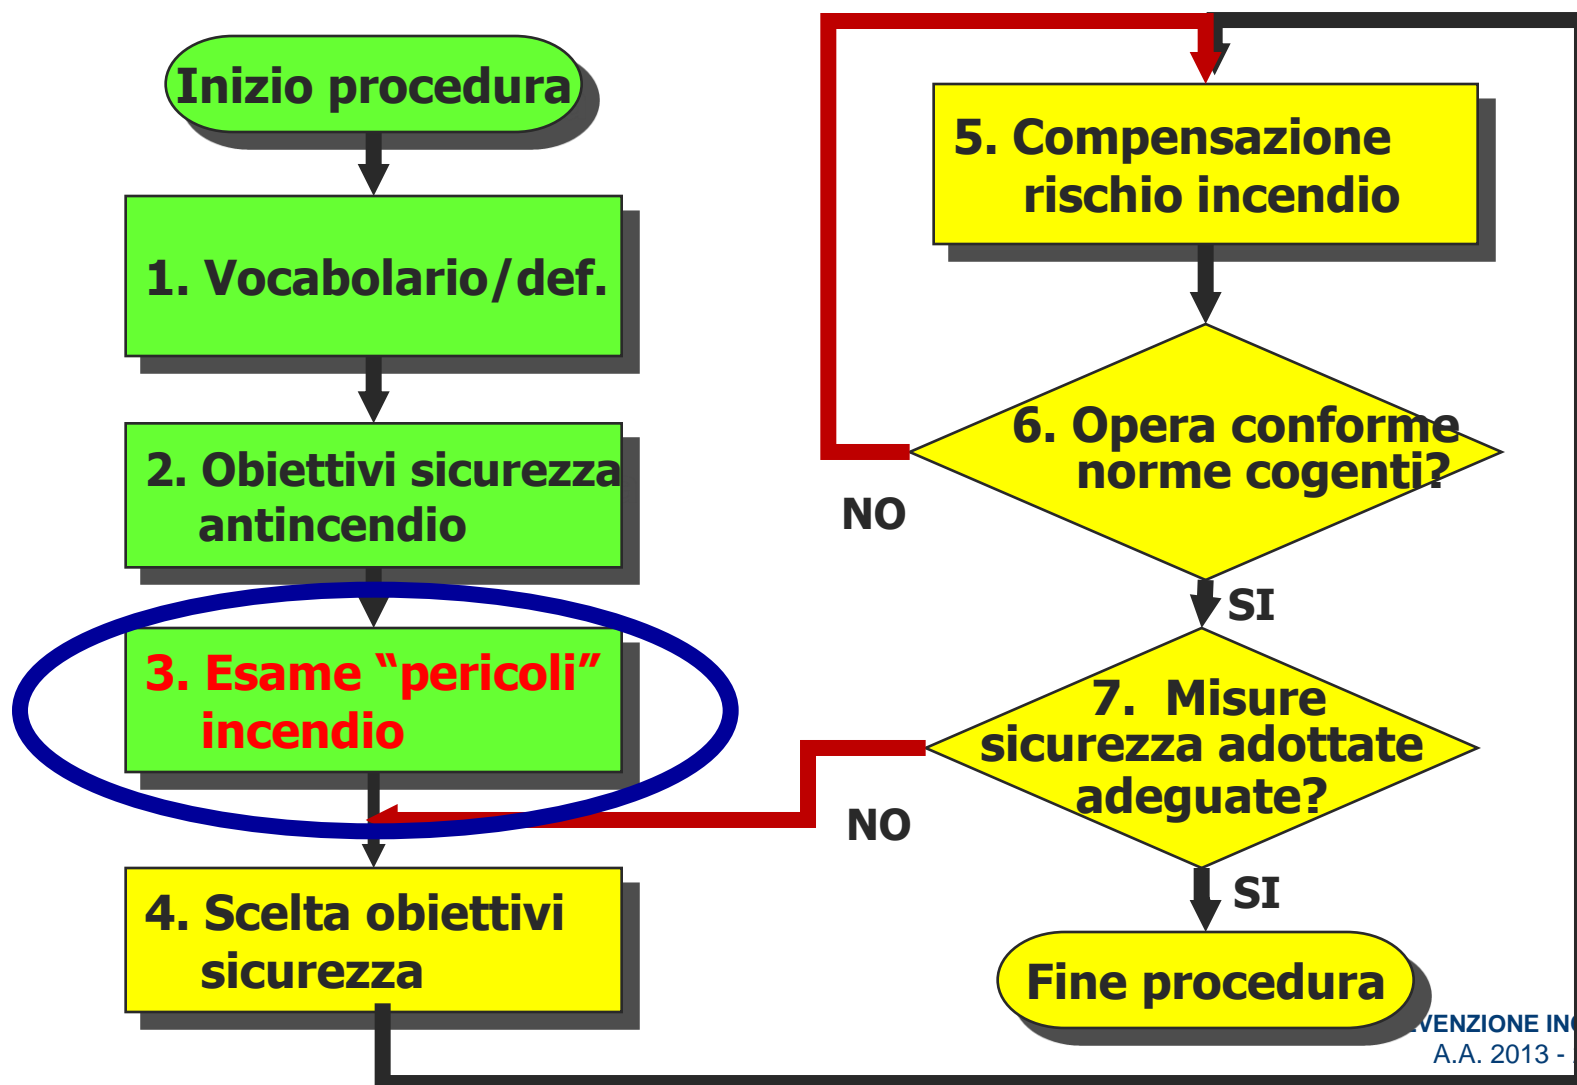 Inizio procedura
1. Vocabolario/def.
2. Obiettivi sicurezza
antincendio
3. Esame “pericoli”
incendio
4. Scelta obiettivi
sicurezza
5. Compensazione
rischio incendio
6. Opera conforme
norme cogenti?
NO
SI
7. Misure
sicurezza adottate
adeguate?
NO
SI
Fine procedura
A.A. 2013 -